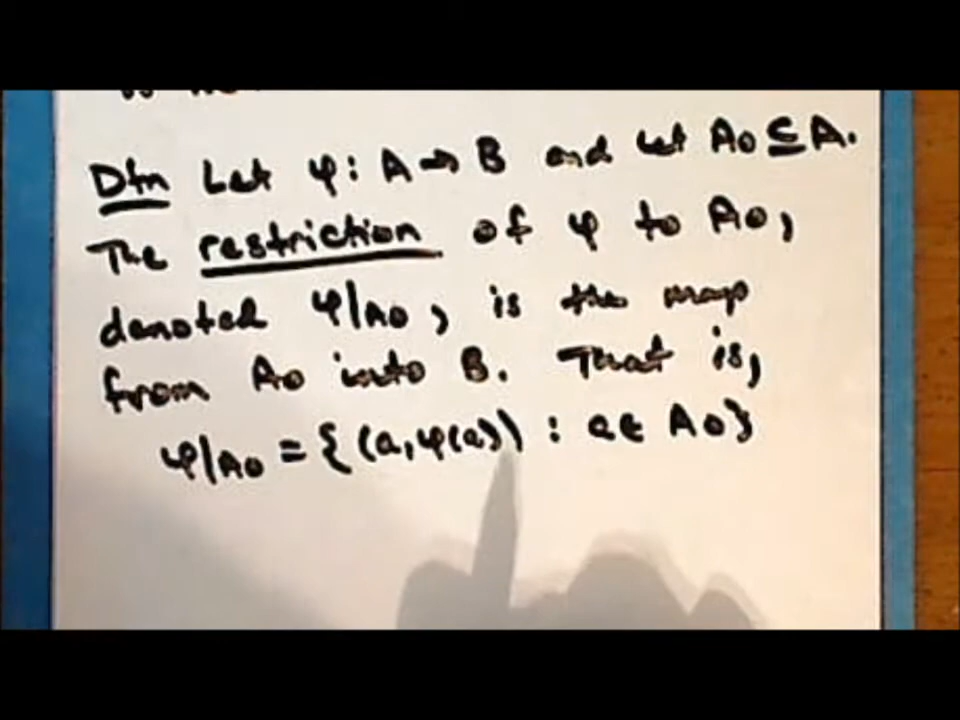 Dfn Let φ: A → B and let A₀ ⊆ A.
The restriction of φ to A₀,
denoted φ|A₀, is the map
from A₀ into B. That is,
φ|A₀ = {(a, φ(a)) : a ∈ A₀}